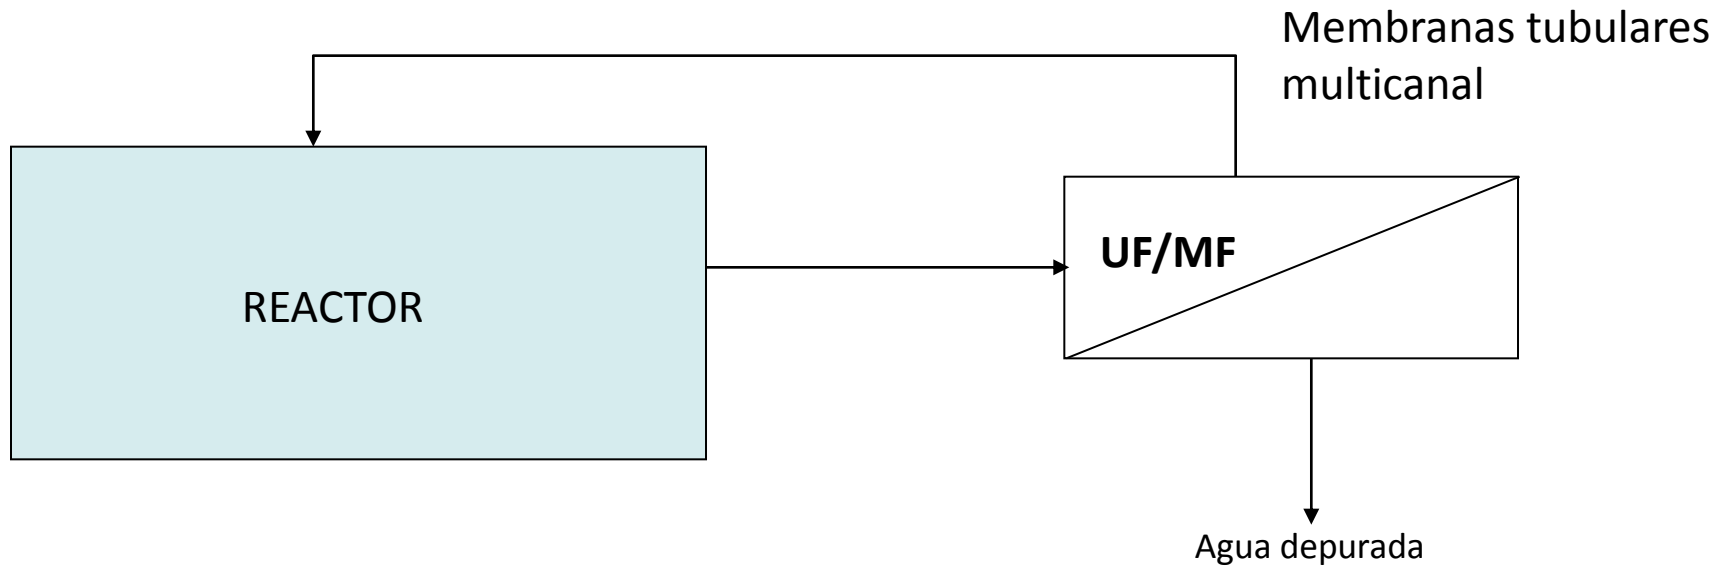 Membranas tubulares
multicanal
UF/MF
REACTOR
Agua depurada